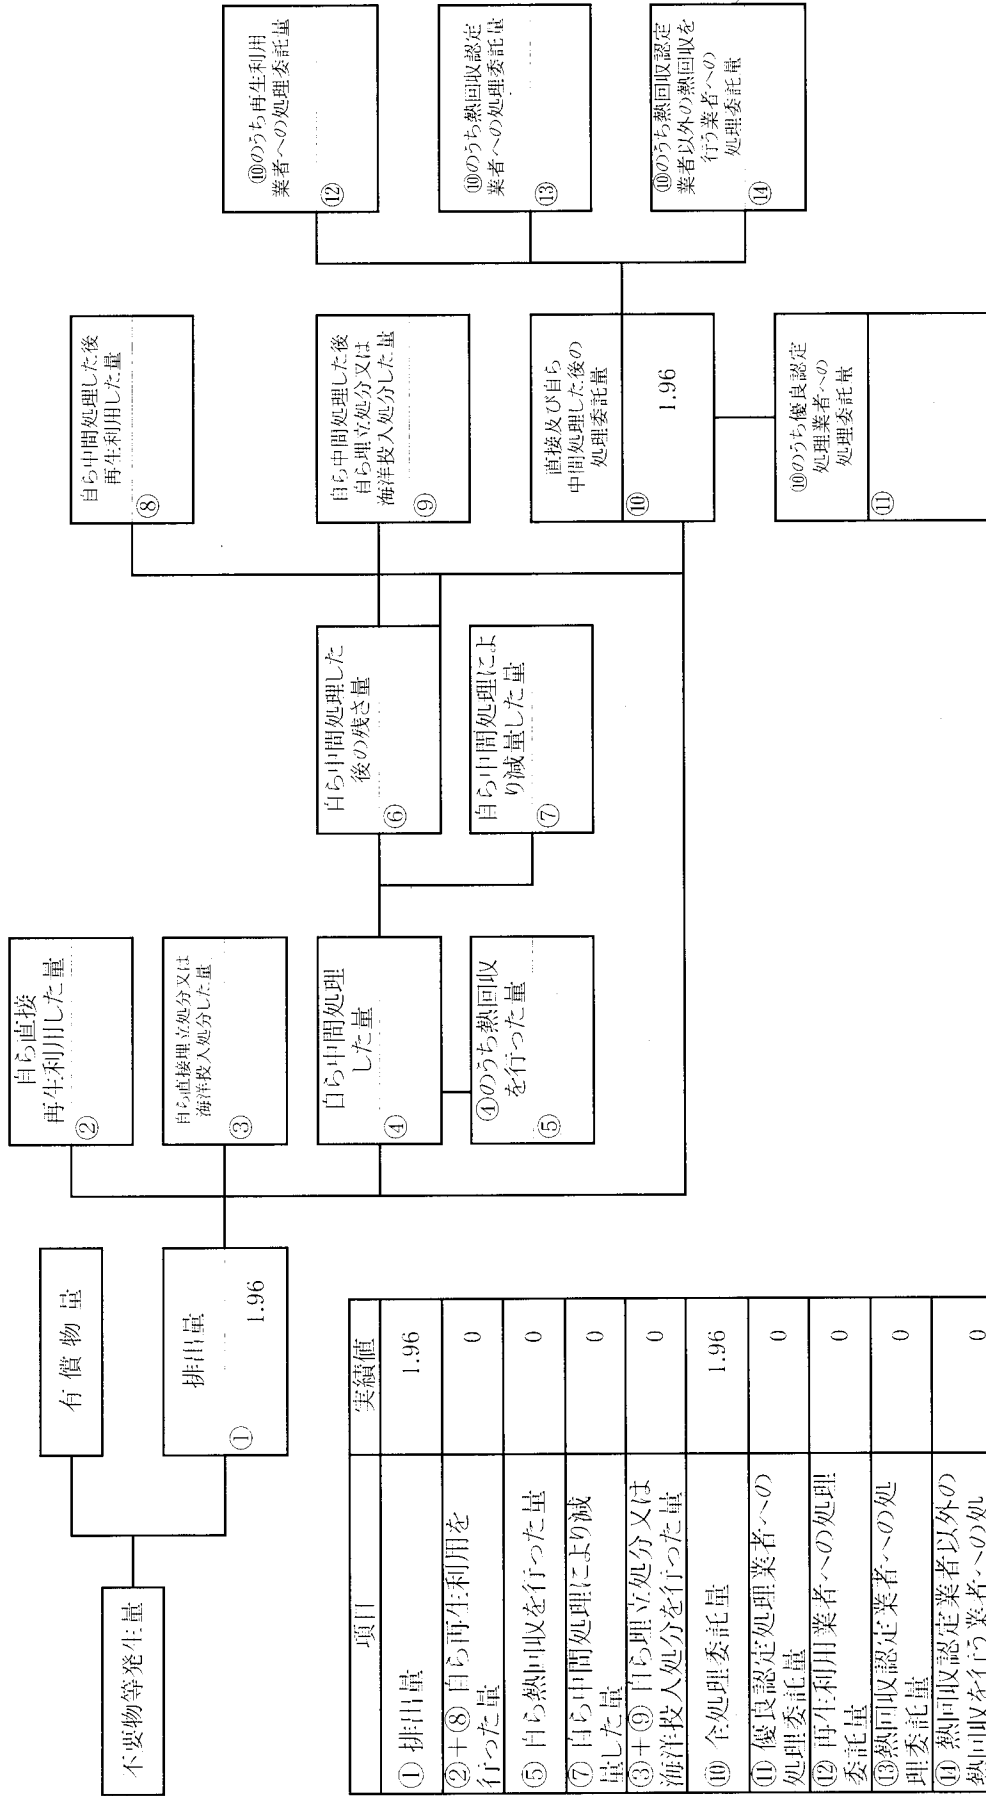 不要物等発生量
有償物量
排出量
① 1.96
自ら直接
再生利用した量
②
自ら直接埋立処分又は
海洋投入処分した量
③
自ら中間処理
した量
④
④のうち熱回収
を行った量
⑤
自ら中間処理した
後の残さ量
⑥
自ら中間処理によ
り減量した量
⑦
自ら中間処理した後
再生利用した量
⑧
自ら中間処理した後
自ら埋立処分又は
海洋投入処分した量
⑨
直接及び自ら
中間処理した後の
処理委託量
⑩ 1.96
⑩のうち優良認定
処理業者への
処理委託量
⑪
⑩のうち再生利用
業者への処理委託量
⑫
⑩のうち熱回収認定
業者への処理委託量
⑬
⑩のうち熱回収認定
業者以外の熱回収を
行う業者への
処理委託量
⑭
項目 実績値
① 排出量 1.96
②+⑧ 自ら再生利用を
行った量 0
⑤ 自ら熱回収を行った量 0
⑦ 自ら中間処理により減
量した量 0
③+⑨ 自ら埋立処分又は
海洋投入処分を行った量 0
⑩ 全処理委託量 1.96
⑪ 優良認定処理業者への
処理委託量 0
⑫ 再生利用業者への処理
委託量 0
⑬熱回収認定業者への処
理委託量 0
⑭ 熱回収認定業者以外の
熱回収を行う業者への処 0